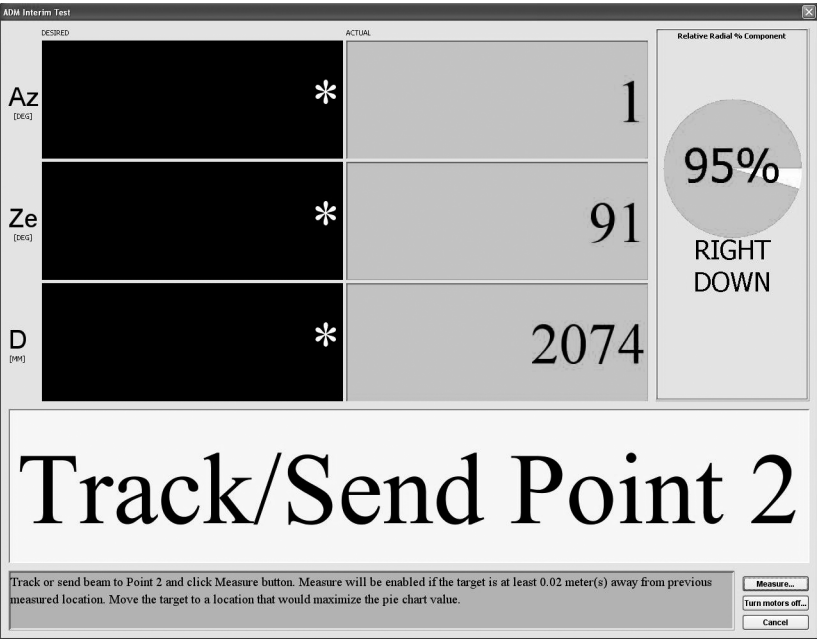 ADM Interim Test
DESIRED
ACTUAL
Relative Radial % Component
Az
[DEG]
*
1
95%
RIGHT
DOWN
Ze
[DEG]
*
91
D
[MM]
*
2074
Track/Send Point 2
Track or send beam to Point 2 and click Measure button. Measure will be enabled if the target is at least 0.02 meter(s) away from previous
measured location. Move the target to a location that would maximize the pie chart value.
Measure...
Turn motors off...
Cancel